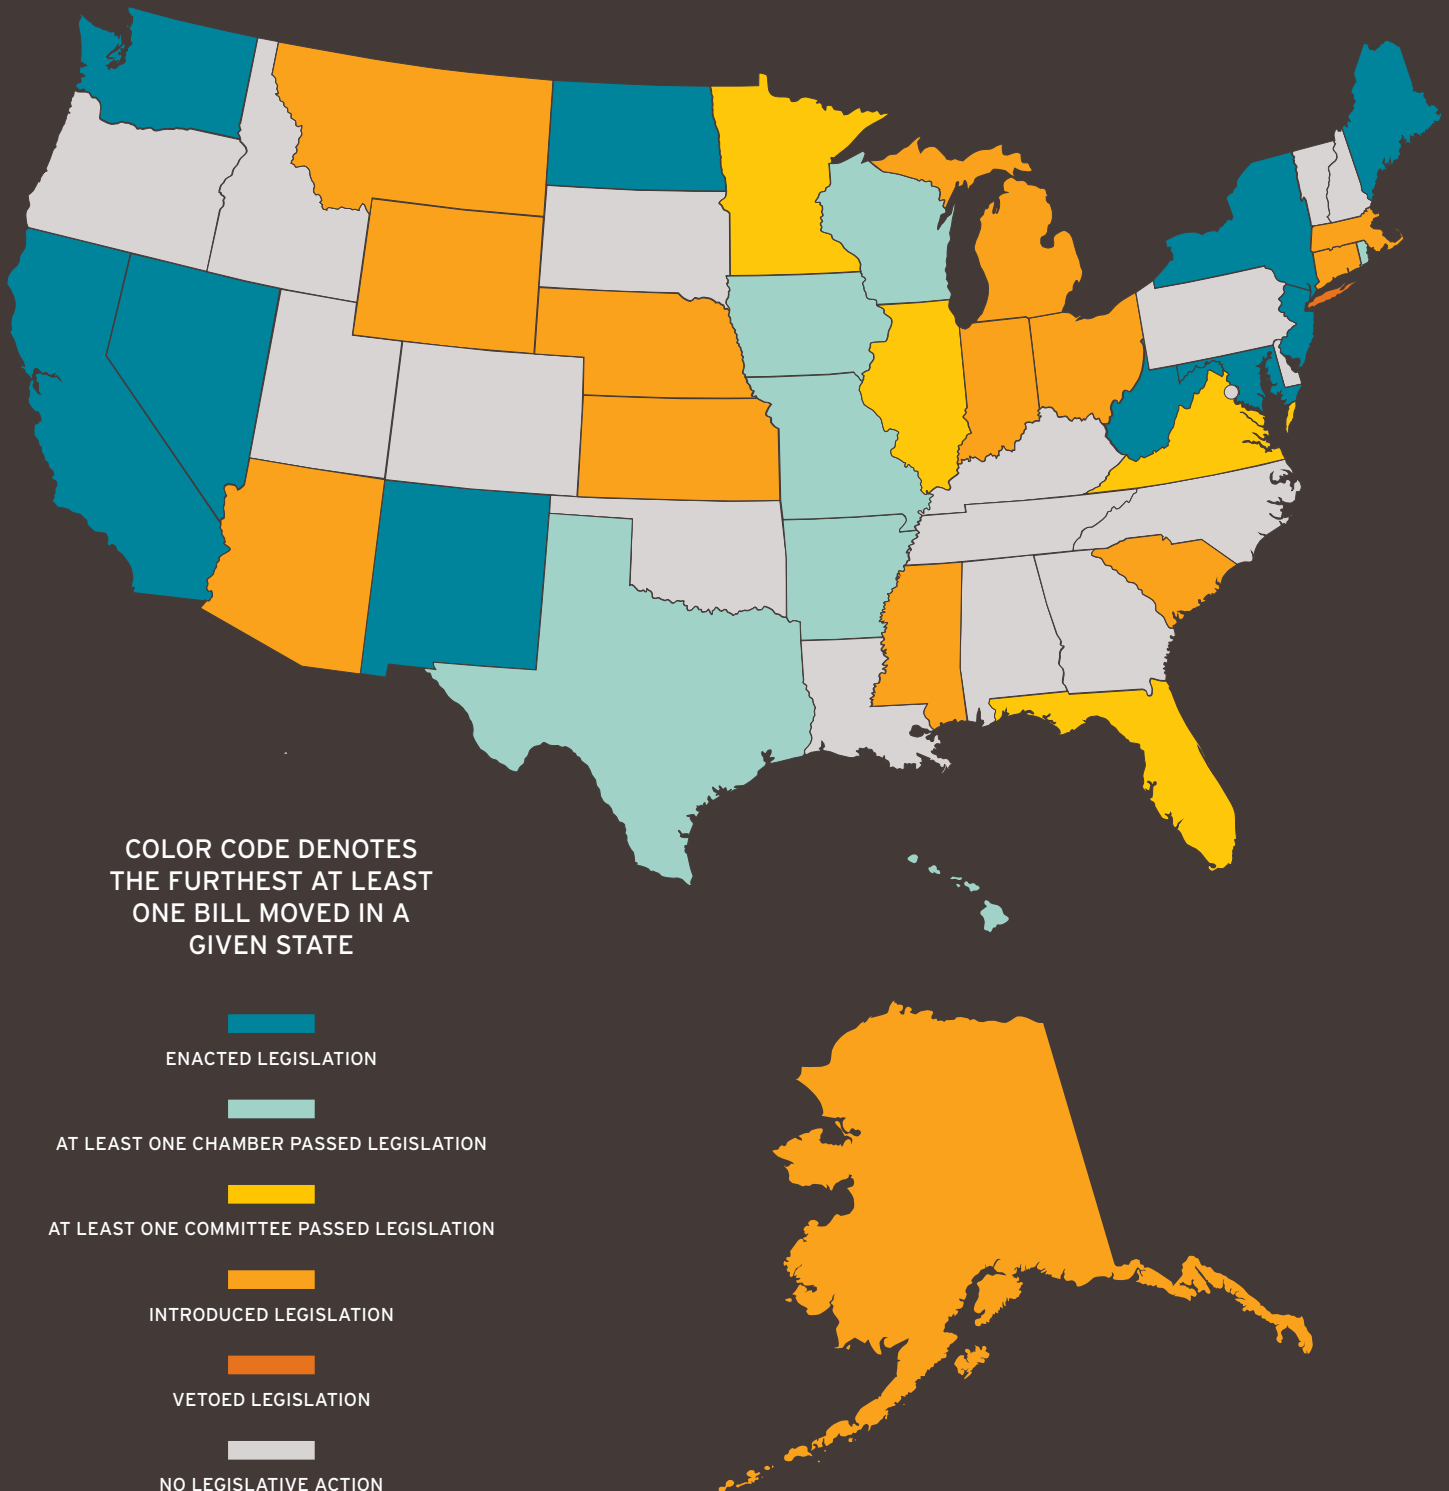 COLOR CODE DENOTES
THE FURTHEST AT LEAST
ONE BILL MOVED IN A
GIVEN STATE
ENACTED LEGISLATION
AT LEAST ONE CHAMBER PASSED LEGISLATION
AT LEAST ONE COMMITTEE PASSED LEGISLATION
INTRODUCED LEGISLATION
VETOED LEGISLATION
NO LEGISLATIVE ACTION